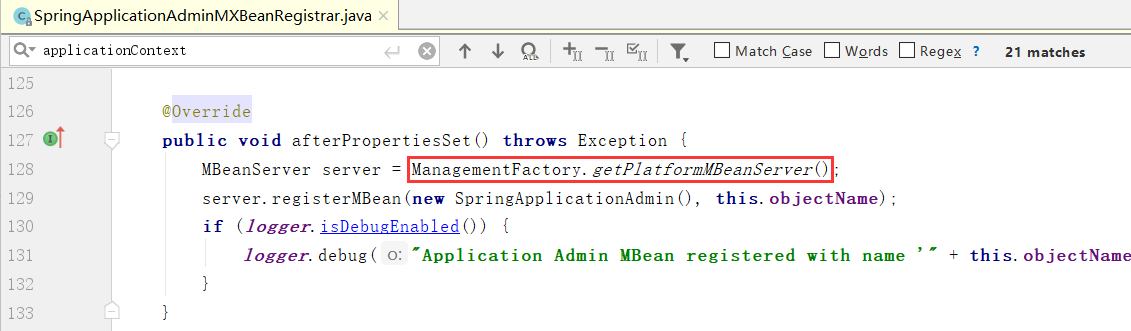 SpringApplicationAdminMXBeanRegistrar.java
applicationContext Match Case Words Regex ? 21 matches
125
126 @Override
127 public void afterPropertiesSet() throws Exception {
128 MBeanServer server = ManagementFactory.getPlatformMBeanServer();
129 server.registerMBean(new SpringApplicationAdmin(), this.objectName);
130 if (logger.isDebugEnabled()) {
131 logger.debug( o: "Application Admin MBean registered with name '" + this.objectName
132 }
133 }